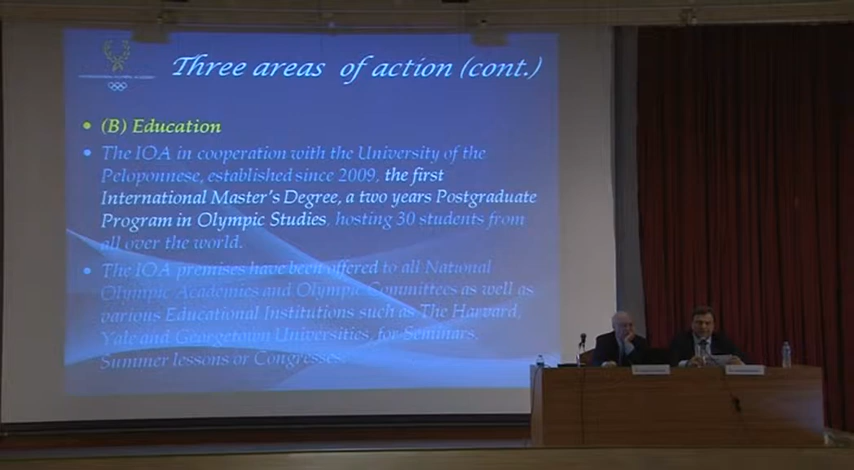 INTERNATIONAL OLYMPIC ACADEMY
Three areas of action (cont.)
• (B) Education
• The IOA in cooperation with the University of the
Peloponnese, established since 2009, the first
International Master's Degree, a two years Postgraduate
Program in Olympic Studies, hosting 30 students from
all over the world.
• The IOA premises have been offered to all National
Olympic Academies and Olympic Committees as well as
various Educational Institutions such as The Harvard,
Yale and Georgetown Universities, for Seminars,
Summer lessons or Congresses.